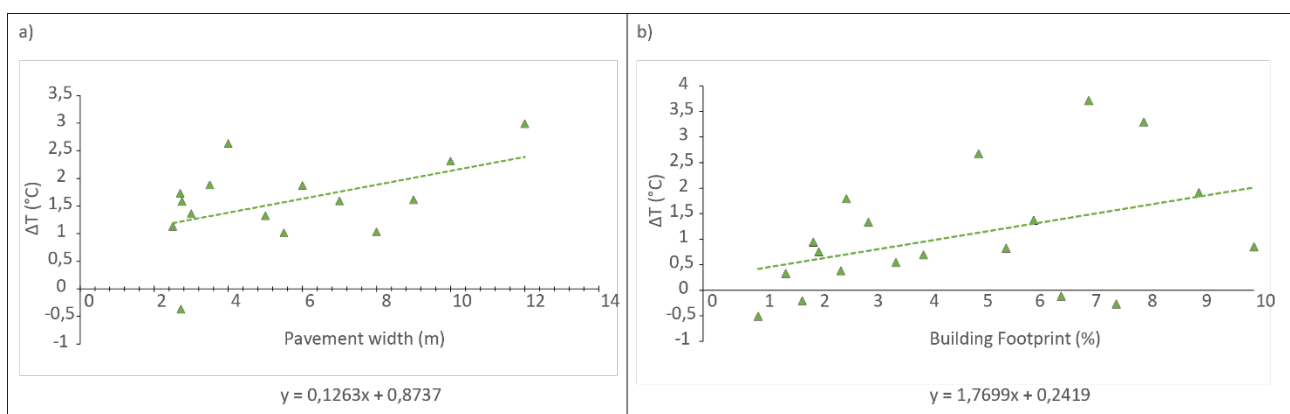 a)
3,5
3
2,5
2
1,5
1
0,5
0
-0,5
-1
ΔT (°C)
0 2 4 6 8 10 12 14
Pavement width (m)
y = 0,1263x + 0,8737
b)
4
3,5
3
2,5
2
1,5
1
0,5
0
-0,5
-1
ΔT (°C)
0 1 2 3 4 5 6 7 8 9 10
Building Footprint (%)
y = 1,7699x + 0,2419